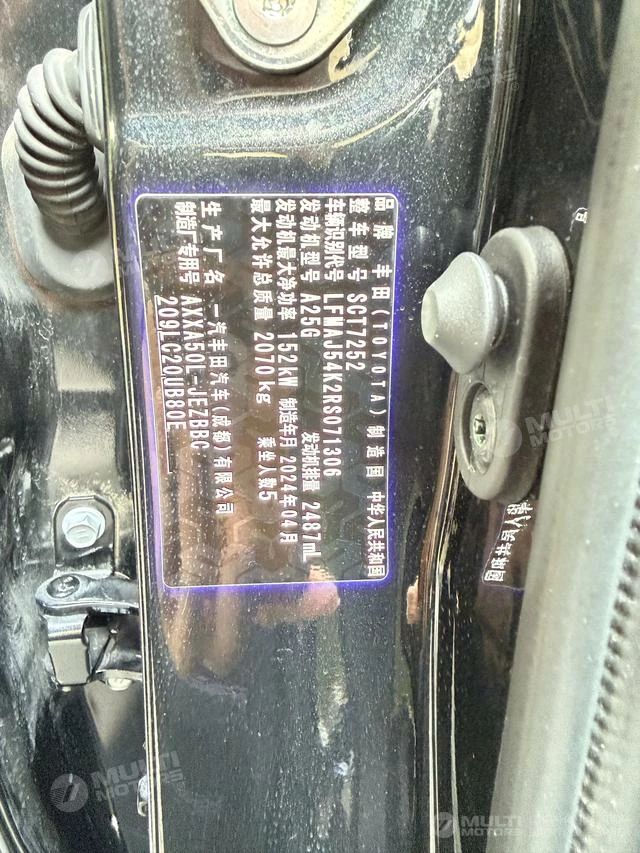 品牌 丰田(TOYOTA) 制造国 中华人民共和国
整车型号 SCT7252
车辆识别代号 LFMAJ54K2RS071306
发动机型号 A25G 发动机排量 2487mL
发动机最大净功率 152kW 制造年月 2024年04月
最大允许总质量 2070kg 乘坐人数5
生产厂名 一汽丰田汽车(成都)有限公司
制造厂专用号 AXXA50L-JEZBBC
209LC20UB80E
MULTI MOTORS
MULTI MOTORS